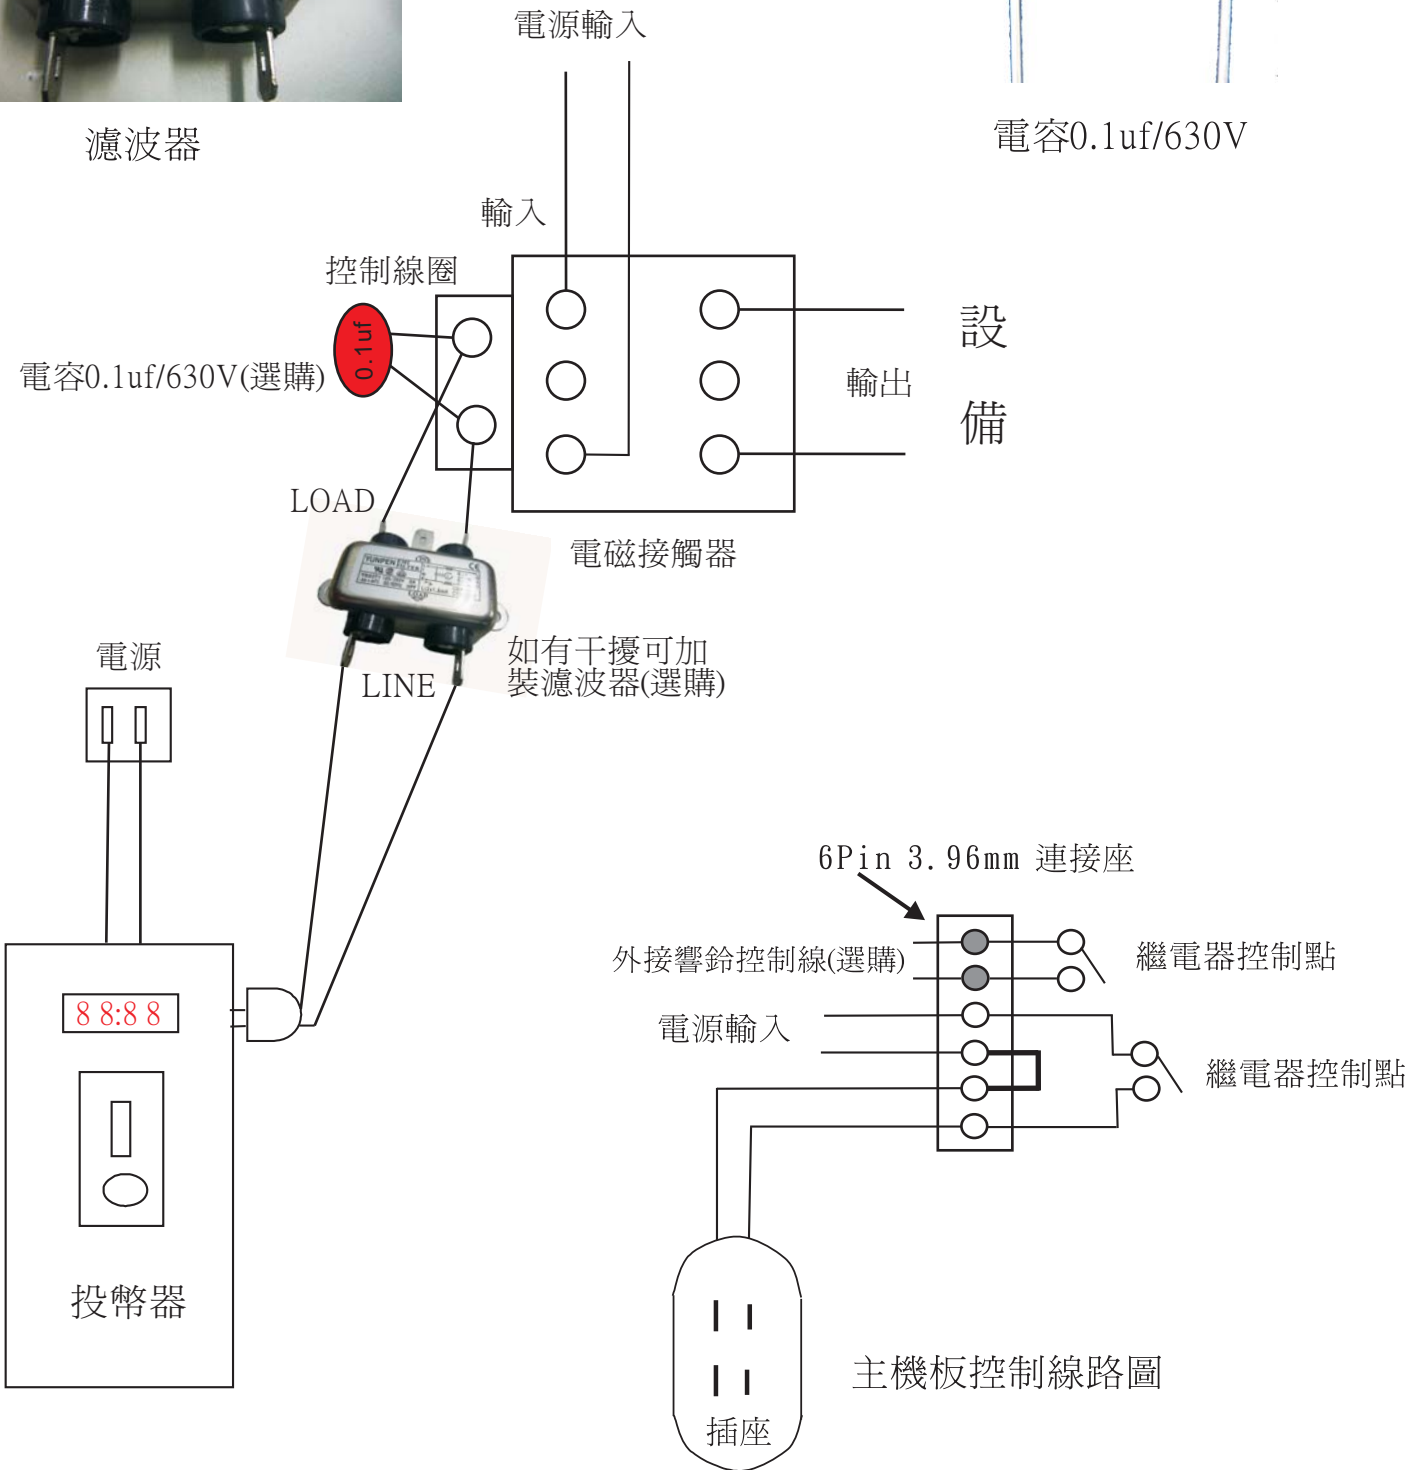 電源輸入
濾波器
電容0.1uf/630V
輸入
控制線圈
0.1uf
電容0.1uf/630V(選購)
設
備
輸出
LOAD
電磁接觸器
YUNPEN
LOAD
如有干擾可加
裝濾波器(選購)
LINE
電源
6Pin 3.96mm 連接座
外接響鈴控制線(選購)
繼電器控制點
88:88
電源輸入
繼電器控制點
投幣器
主機板控制線路圖
插座